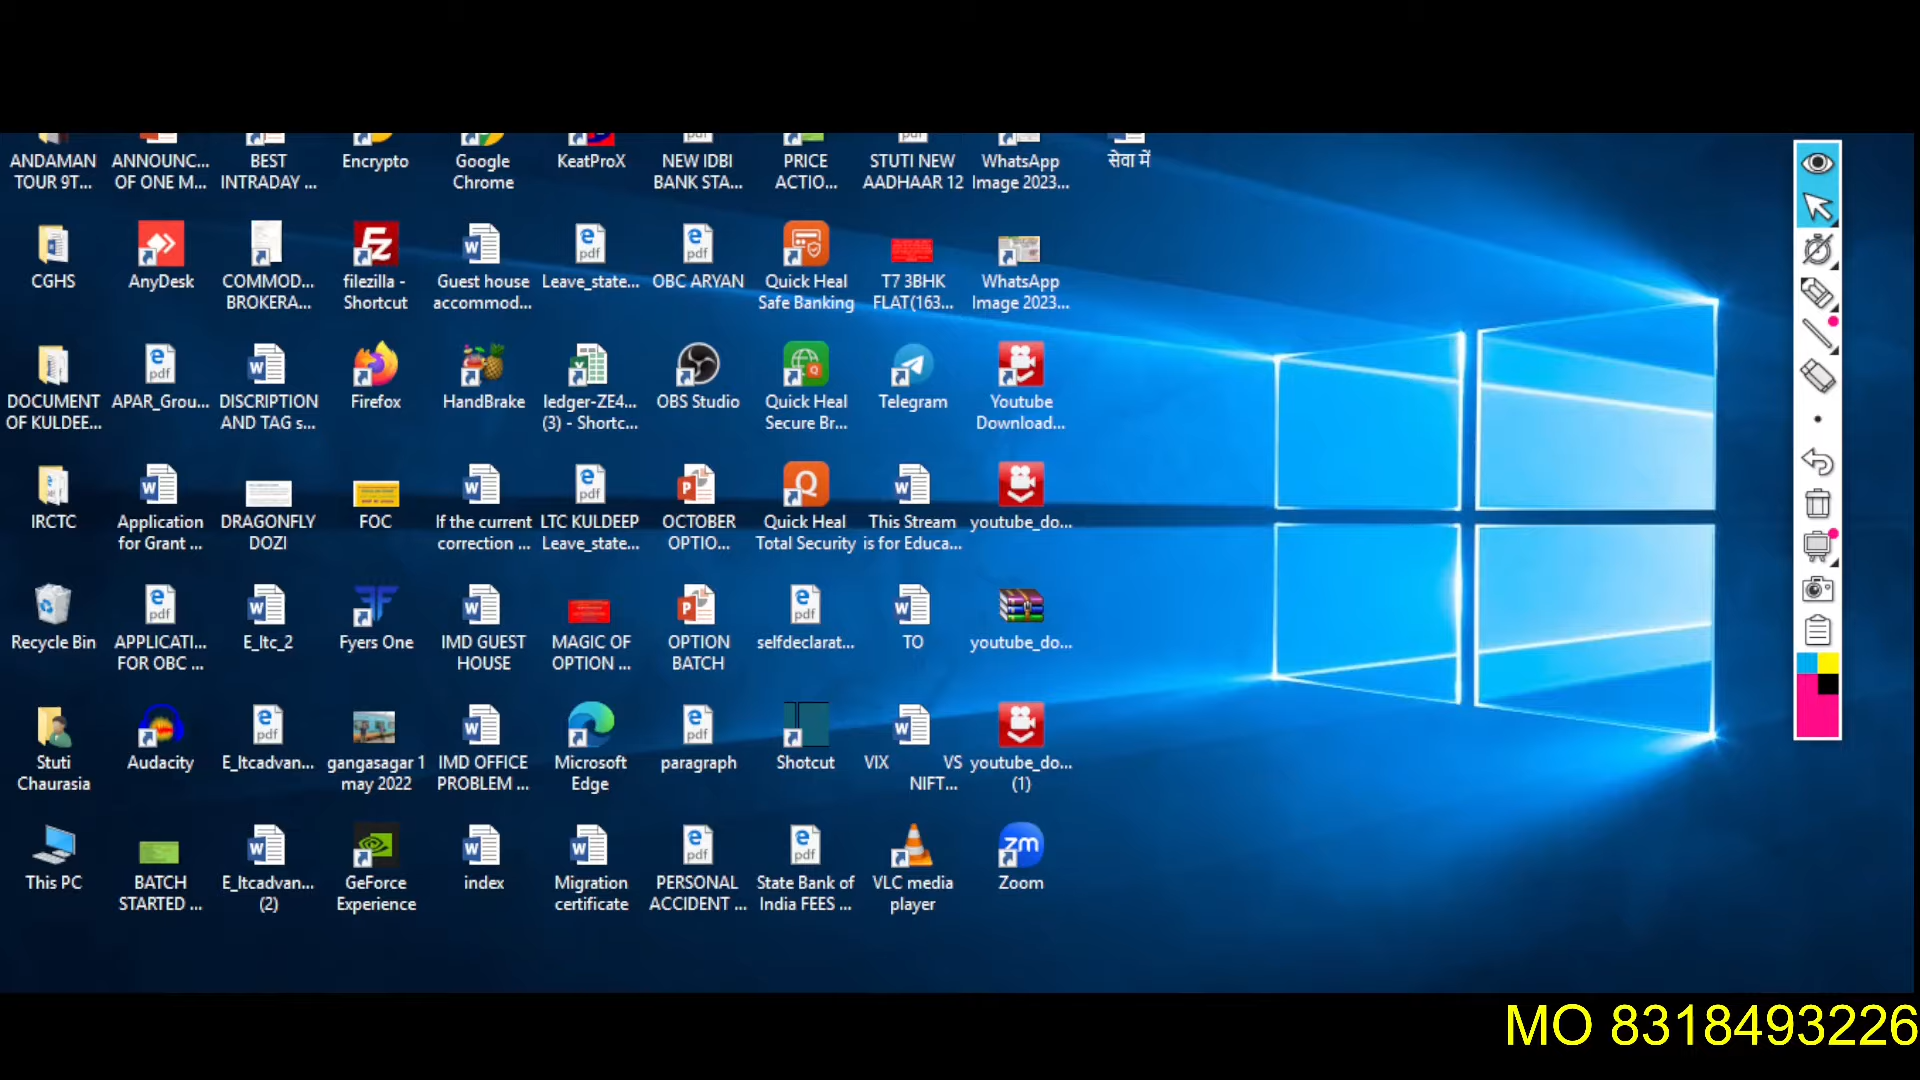 ANDAMAN
TOUR 9T...
ANNOUNC...
OF ONE M...
BEST
INTRADAY ...
Encrypto
Google
Chrome
KeatProX
NEW IDBI
BANK STA...
PRICE
ACTIO...
STUTI NEW
AADHAAR 12
WhatsApp
Image 2023...
सेवा में
CGHS
AnyDesk
COMMOD...
BROKERA...
filezilla -
Shortcut
Guest house
accommod...
Leave_state...
OBC ARYAN
Quick Heal
Safe Banking
T7 3BHK
FLAT(163...
WhatsApp
Image 2023...
DOCUMENT
OF KULDEE...
APAR_Grou...
DISCRIPTION
AND TAG s...
Firefox
HandBrake
ledger-ZE4...
(3) - Shortc...
OBS Studio
Quick Heal
Secure Br...
Telegram
Youtube
Download...
IRCTC
Application
for Grant ...
DRAGONFLY
DOZI
FOC
If the current
correction ...
LTC KULDEEP
Leave_state...
OCTOBER
OPTIO...
Quick Heal
Total Security
This Stream
is for Educa...
youtube_do...
Recycle Bin
APPLICATI...
FOR OBC ...
E_ltc_2
Fyers One
IMD GUEST
HOUSE
MAGIC OF
OPTION ...
OPTION
BATCH
selfdeclarat...
TO
youtube_do...
Stuti
Chaurasia
Audacity
E_ltcadvan...
gangasagar 1
may 2022
IMD OFFICE
PROBLEM ...
Microsoft
Edge
paragraph
Shotcut
VIX VS
NIFT...
youtube_do...
(1)
This PC
BATCH
STARTED ...
E_ltcadvan...
(2)
GeForce
Experience
index
Migration
certificate
PERSONAL
ACCIDENT ...
State Bank of
India FEES ...
VLC media
player
Zoom
MO 8318493226